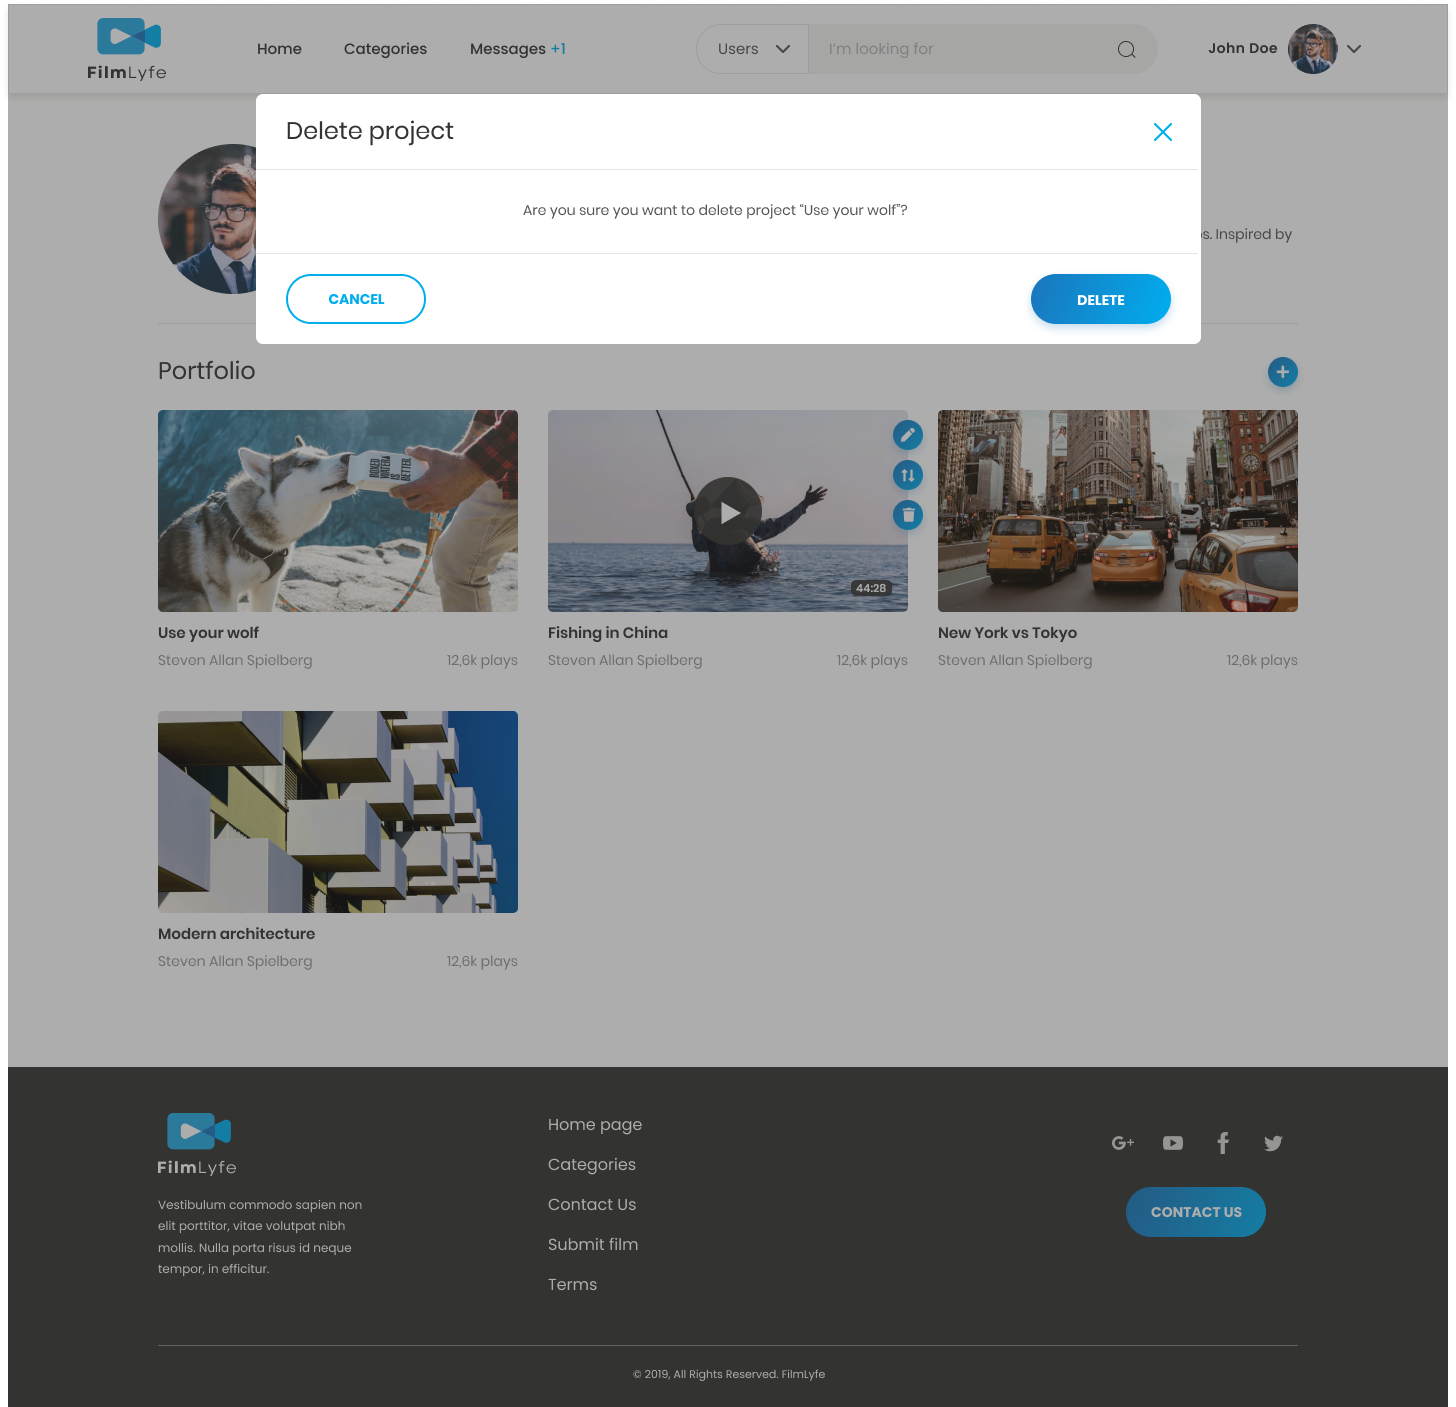 FilmLyfe
Home
Categories
Messages +1
Users
I'm looking for
John Doe
Delete project
Are you sure you want to delete project “Use your wolf”?
s. Inspired by
CANCEL
DELETE
Portfolio
BOXED
WATER
IS
BETTER.
44:28
Use your wolf
Steven Allan Spielberg
12,6k plays
Fishing in China
Steven Allan Spielberg
12,6k plays
New York vs Tokyo
Steven Allan Spielberg
12,6k plays
Modern architecture
Steven Allan Spielberg
12,6k plays
FilmLyfe
Vestibulum commodo sapien non
elit porttitor, vitae volutpat nibh
mollis. Nulla porta risus id neque
tempor, in efficitur.
Home page
Categories
Contact Us
Submit film
Terms
G+
CONTACT US
© 2019, All Rights Reserved. FilmLyfe